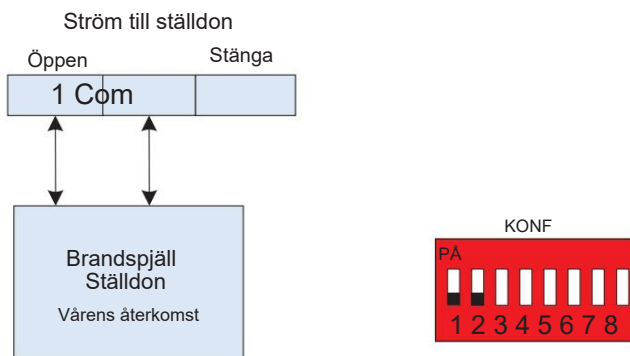 Ström till ställdon
Öppen Stänga
1 Com
Brandspjäll
Ställdon
Vårens återkomst
KONF
PÅ
1 2 3 4 5 6 7 8